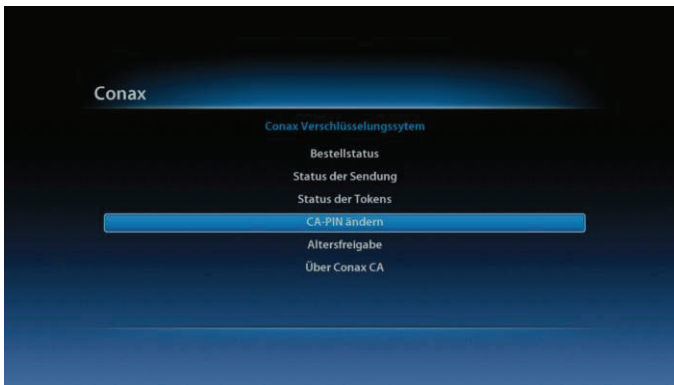 Conax
Conax Verschlüsselungssytem
Bestellstatus
Status der Sendung
Status der Tokens
CA-PIN ändern
Altersfreigabe
Über Conax CA